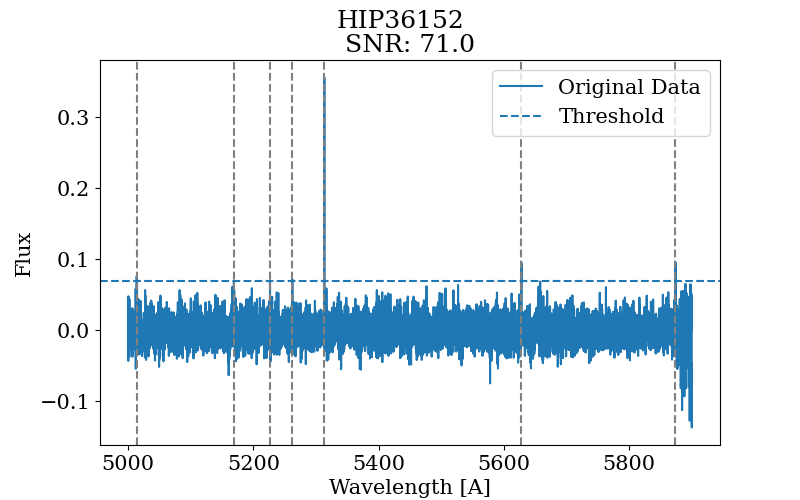 HIP36152
SNR: 71.0
Original Data
Threshold
Flux
0.3
0.2
0.1
0.0
−0.1
5000 5200 5400 5600 5800
Wavelength [A]